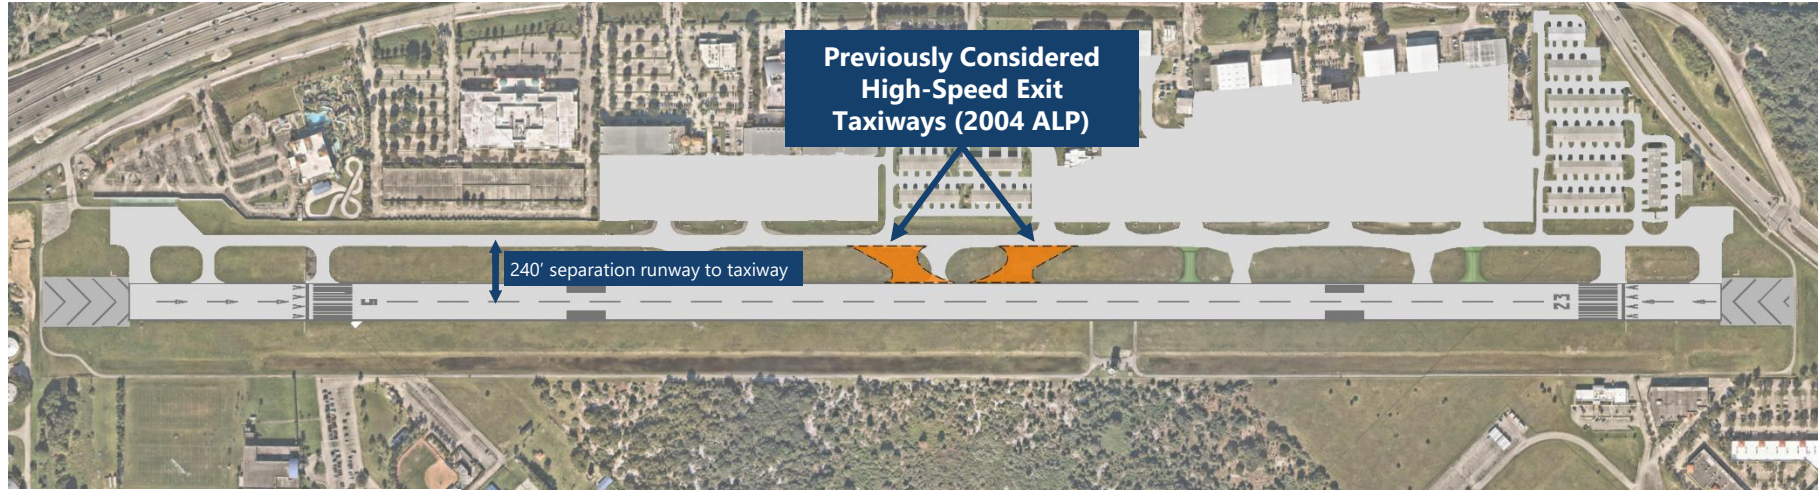 Previously Considered
High-Speed Exit
Taxiways (2004 ALP)
240’ separation runway to taxiway
5
23